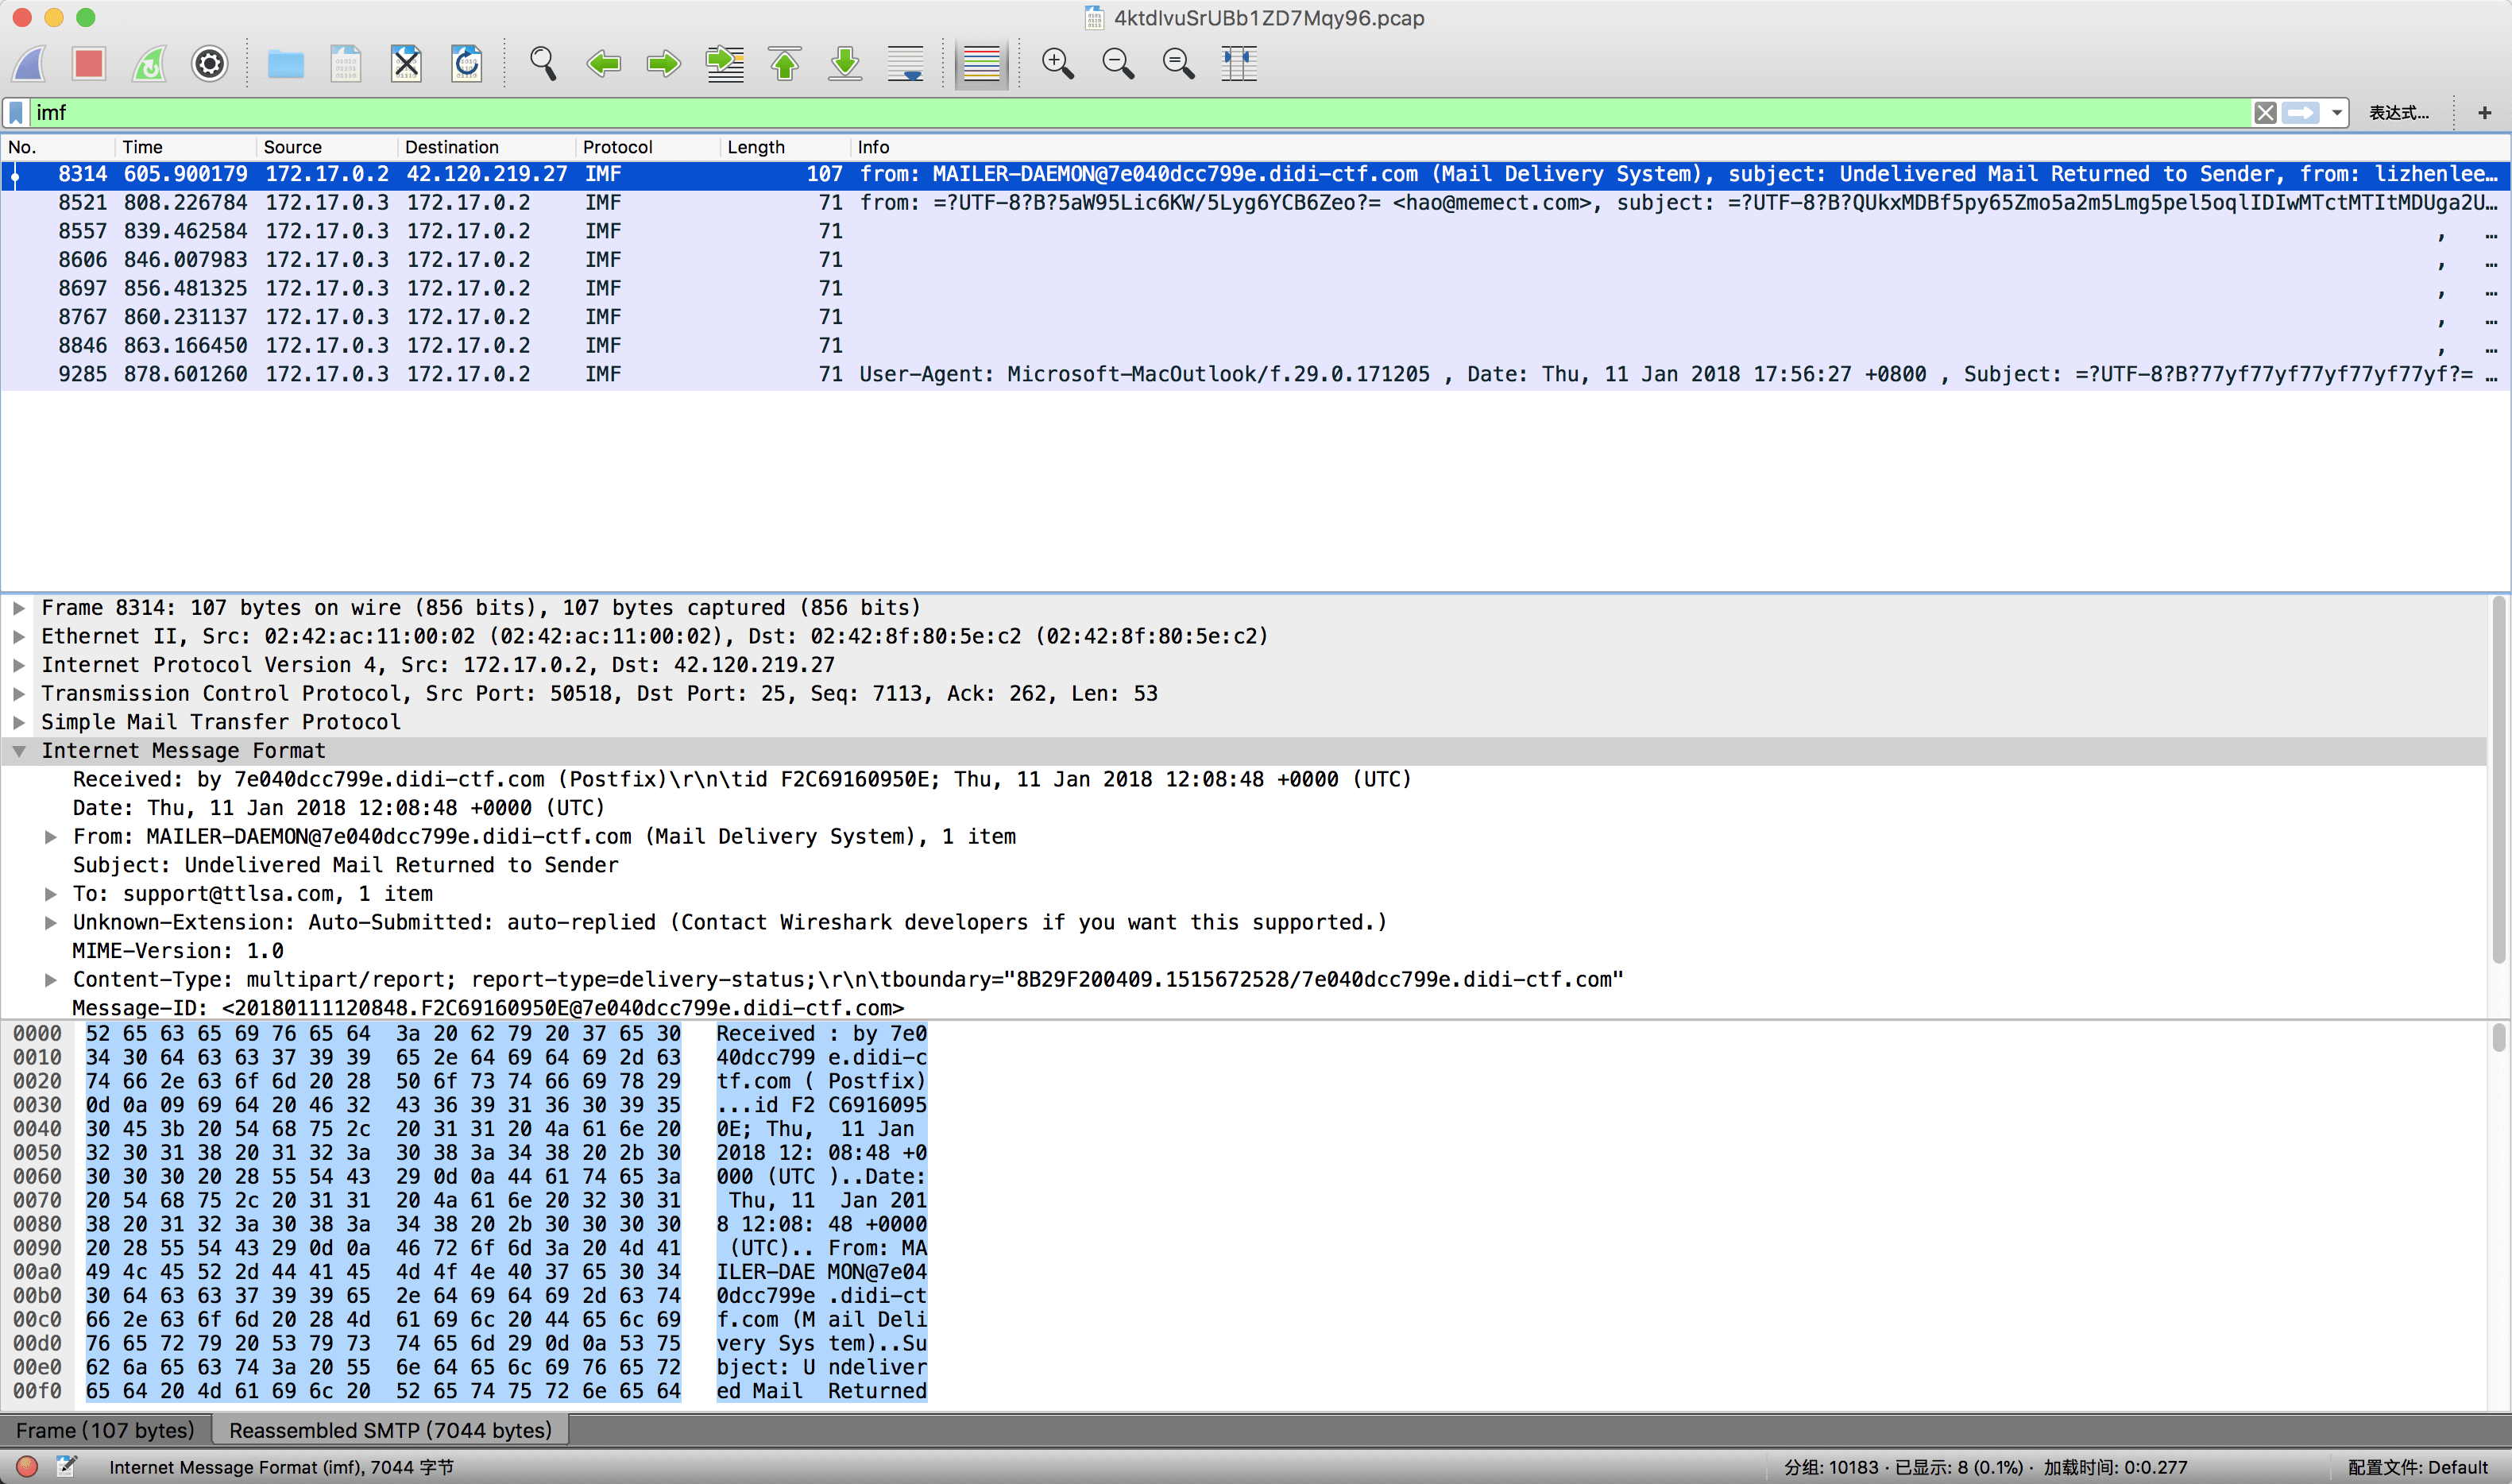 4ktdlvuSrUBb1ZD7Mqy96.pcap
imf
表达式…
+
No. Time Source Destination Protocol Length Info
8314 605.900179 172.17.0.2 42.120.219.27 IMF 107 from: MAILER-DAEMON@7e040dcc799e.didi-ctf.com (Mail Delivery System), subject: Undelivered Mail Returned to Sender, from: lizhenlee…
8521 808.226784 172.17.0.3 172.17.0.2 IMF 71 from: =?UTF-8?B?5aW95Lic6KW/5Lyg6YCB6Zeo?= <hao@memect.com>, subject: =?UTF-8?B?QUkxMDBf5py65Zmo5a2m5Lmg5pel5oqlIDIwMTctMTItMDUga2U…
8557 839.462584 172.17.0.3 172.17.0.2 IMF 71 , …
8606 846.007983 172.17.0.3 172.17.0.2 IMF 71 , …
8697 856.481325 172.17.0.3 172.17.0.2 IMF 71 , …
8767 860.231137 172.17.0.3 172.17.0.2 IMF 71 , …
8846 863.166450 172.17.0.3 172.17.0.2 IMF 71 , …
9285 878.601260 172.17.0.3 172.17.0.2 IMF 71 User-Agent: Microsoft-MacOutlook/f.29.0.171205 , Date: Thu, 11 Jan 2018 17:56:27 +0800 , Subject: =?UTF-8?B?77yf77yf77yf77yf77yf?= …
Frame 8314: 107 bytes on wire (856 bits), 107 bytes captured (856 bits)
Ethernet II, Src: 02:42:ac:11:00:02 (02:42:ac:11:00:02), Dst: 02:42:8f:80:5e:c2 (02:42:8f:80:5e:c2)
Internet Protocol Version 4, Src: 172.17.0.2, Dst: 42.120.219.27
Transmission Control Protocol, Src Port: 50518, Dst Port: 25, Seq: 7113, Ack: 262, Len: 53
Simple Mail Transfer Protocol
Internet Message Format
Received: by 7e040dcc799e.didi-ctf.com (Postfix)\r\n\tid F2C69160950E; Thu, 11 Jan 2018 12:08:48 +0000 (UTC)
Date: Thu, 11 Jan 2018 12:08:48 +0000 (UTC)
From: MAILER-DAEMON@7e040dcc799e.didi-ctf.com (Mail Delivery System), 1 item
Subject: Undelivered Mail Returned to Sender
To: support@ttlsa.com, 1 item
Unknown-Extension: Auto-Submitted: auto-replied (Contact Wireshark developers if you want this supported.)
MIME-Version: 1.0
Content-Type: multipart/report; report-type=delivery-status;\r\n\tboundary="8B29F200409.1515672528/7e040dcc799e.didi-ctf.com"
Message-ID: <20180111120848.F2C69160950E@7e040dcc799e.didi-ctf.com>
0000 52 65 63 65 69 76 65 64 3a 20 62 79 20 37 65 30 Received : by 7e0
0010 34 30 64 63 63 37 39 39 65 2e 64 69 64 69 2d 63 40dcc799 e.didi-c
0020 74 66 2e 63 6f 6d 20 28 50 6f 73 74 66 69 78 29 tf.com ( Postfix)
0030 0d 0a 09 69 64 20 46 32 43 36 39 31 36 30 39 35 ...id F2 C6916095
0040 30 45 3b 20 54 68 75 2c 20 31 31 20 4a 61 6e 20 0E; Thu, 11 Jan
0050 32 30 31 38 20 31 32 3a 30 38 3a 34 38 20 2b 30 2018 12: 08:48 +0
0060 30 30 30 20 28 55 54 43 29 0d 0a 44 61 74 65 3a 000 (UTC )..Date:
0070 20 54 68 75 2c 20 31 31 20 4a 61 6e 20 32 30 31 Thu, 11 Jan 201
0080 38 20 31 32 3a 30 38 3a 34 38 20 2b 30 30 30 30 8 12:08: 48 +0000
0090 20 28 55 54 43 29 0d 0a 46 72 6f 6d 3a 20 4d 41 (UTC).. From: MA
00a0 49 4c 45 52 2d 44 41 45 4d 4f 4e 40 37 65 30 34 ILER-DAE MON@7e04
00b0 30 64 63 63 37 39 39 65 2e 64 69 64 69 2d 63 74 0dcc799e .didi-ct
00c0 66 2e 63 6f 6d 20 28 4d 61 69 6c 20 44 65 6c 69 f.com (M ail Deli
00d0 76 65 72 79 20 53 79 73 74 65 6d 29 0d 0a 53 75 very Sys tem)..Su
00e0 62 6a 65 63 74 3a 20 55 6e 64 65 6c 69 76 65 72 bject: U ndeliver
00f0 65 64 20 4d 61 69 6c 20 52 65 74 75 72 6e 65 64 ed Mail Returned
Frame (107 bytes) Reassembled SMTP (7044 bytes)
Internet Message Format (imf), 7044 字节 分组: 10183 · 已显示: 8 (0.1%) · 加载时间: 0:0.277 配置文件: Default